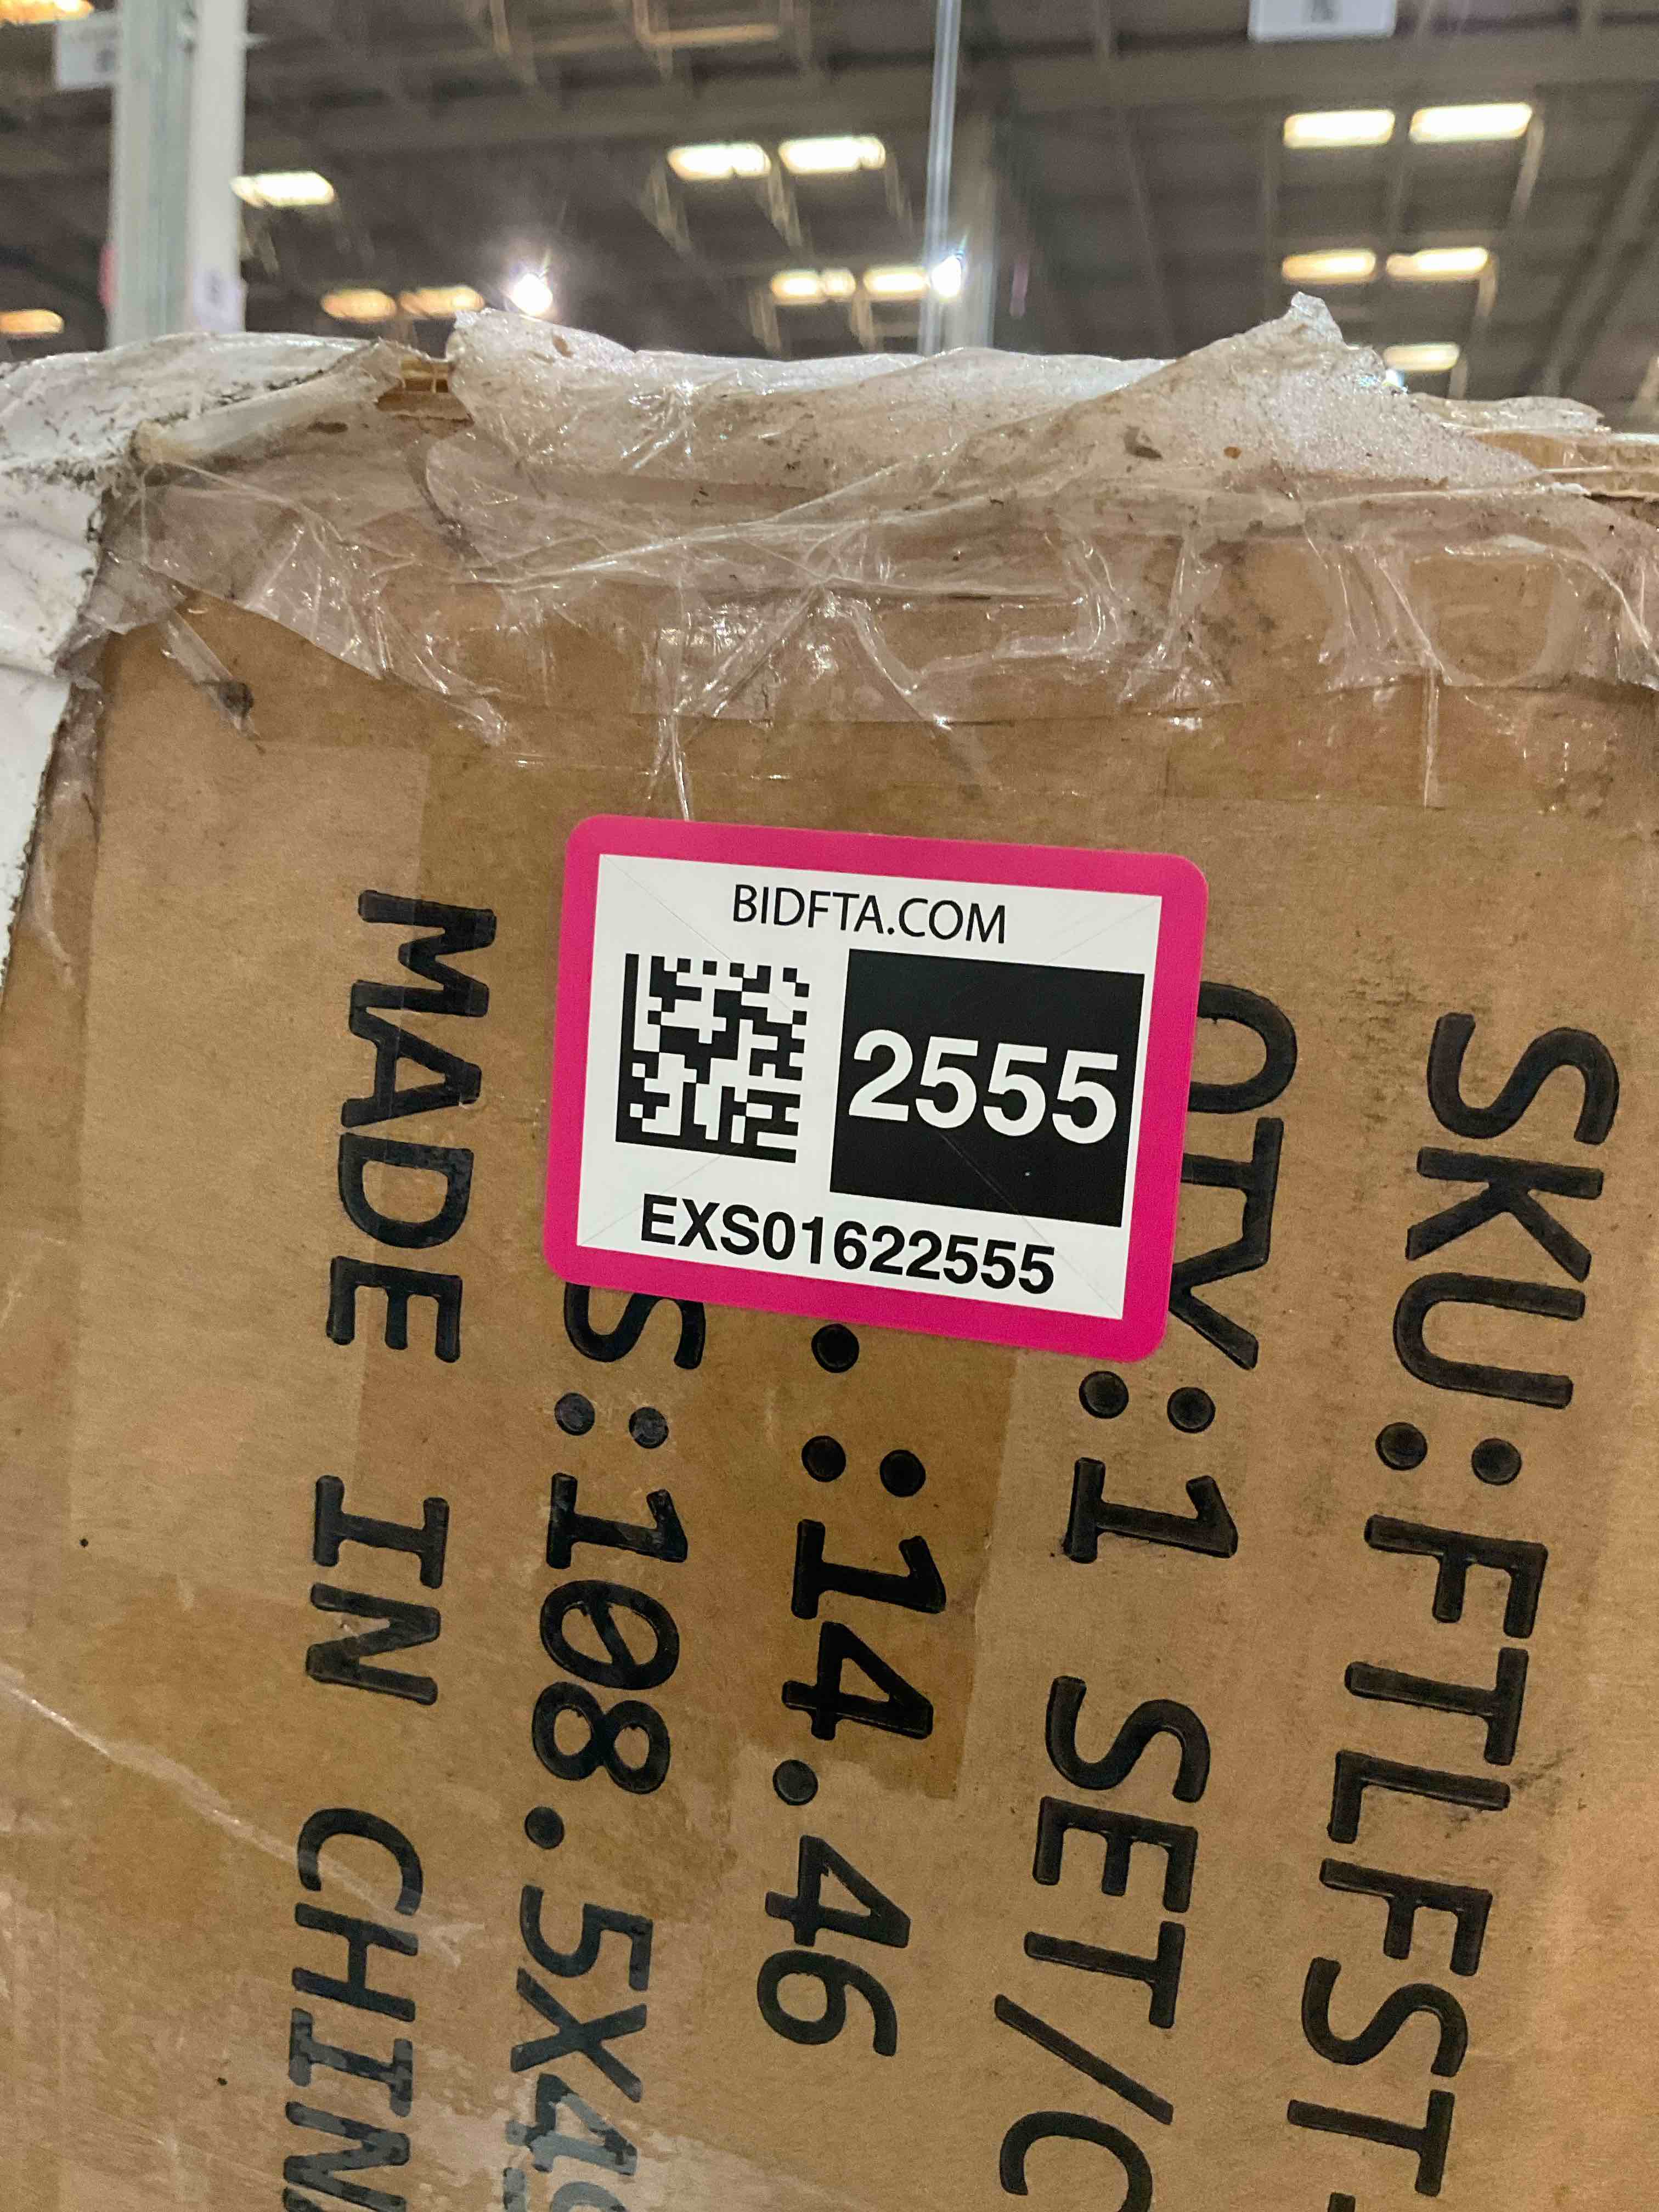 BIDFTA.COM
2555
EXS01622555
SKU:FTLFST-
QTY:1 SET/C
.:14.46
S:108.5X4
MADE IN CHIN